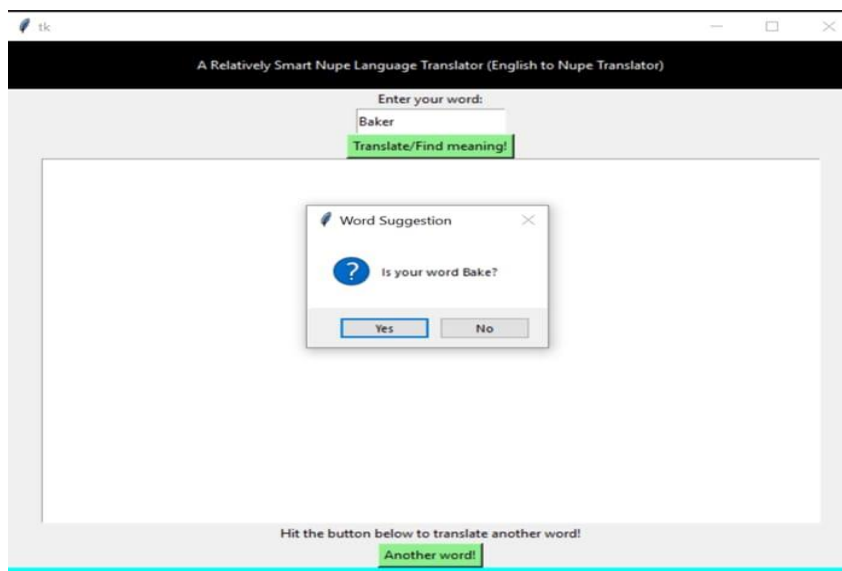 tk
A Relatively Smart Nupe Language Translator (English to Nupe Translator)
Enter your word:
Baker
Translate/Find meaning!
Word Suggestion
?
Is your word Bake?
Yes No
Hit the button below to translate another word!
Another word!